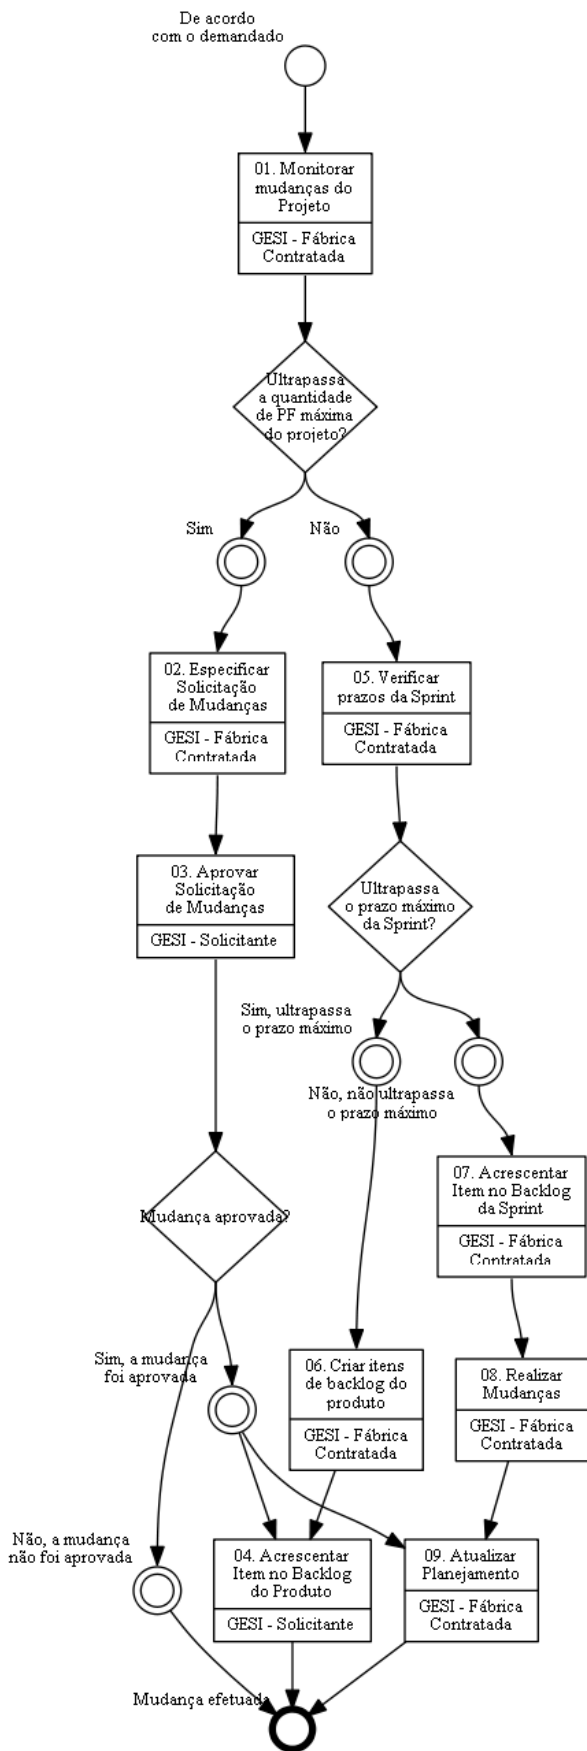 De acordo
com o demandado
01. Monitorar
mudanças do
Projeto
GESI - Fábrica
Contratada
Ultrapassa
a quantidade
de PF máxima
do projeto?
Sim
Não
02. Especificar
Solicitação
de Mudanças
GESI - Fábrica
Contratada
05. Verificar
prazos da Sprint
GESI - Fábrica
Contratada
03. Aprovar
Solicitação
de Mudanças
GESI - Solicitante
Ultrapassa
o prazo máximo
da Sprint?
Sim, ultrapassa
o prazo máximo
Não, não ultrapassa
o prazo máximo
07. Acrescentar
Item no Backlog
da Sprint
GESI - Fábrica
Contratada
Mudança aprovada?
Sim, a mudança
foi aprovada
06. Criar itens
de backlog do
produto
GESI - Fábrica
Contratada
08. Realizar
Mudanças
GESI - Fábrica
Contratada
Não, a mudança
não foi aprovada
04. Acrescentar
Item no Backlog
do Produto
GESI - Solicitante
09. Atualizar
Planejamento
GESI - Fábrica
Contratada
Mudança efetuada